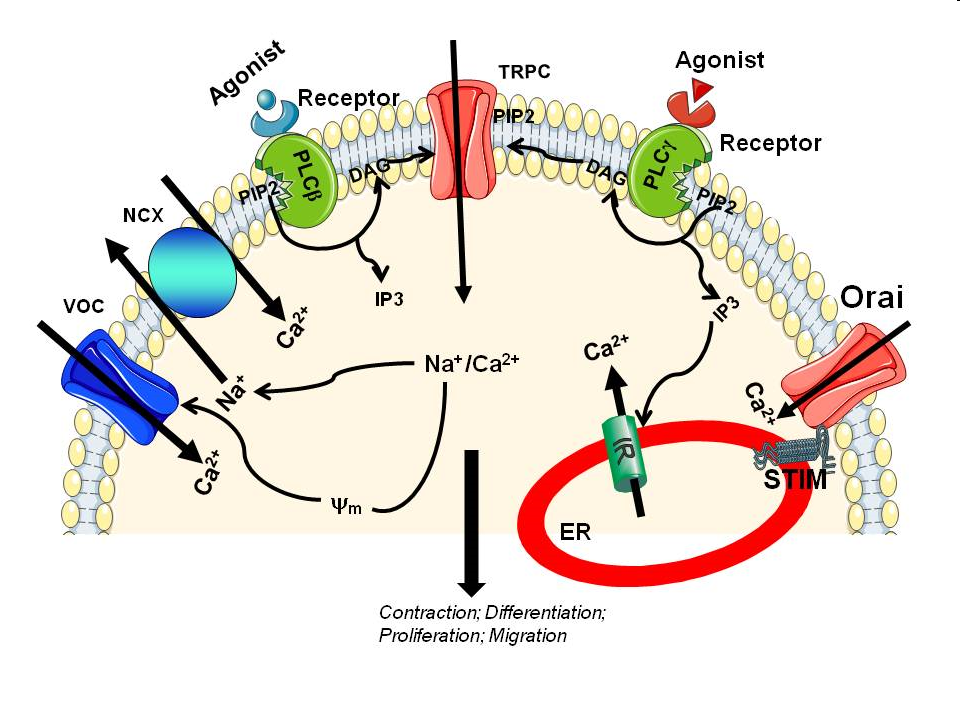 Agonist
Receptor
TRPC
Agonist
PIP2
Receptor
PLCβ
DAG
PIP2
DAG
PLCγ
PIP2
NCX
VOC
IP3
Ca²⁺
IP3
Orai
Na⁺/Ca²⁺
Ca²⁺
Na⁺
Ca²⁺
Ca²⁺
IR
STIM
Ψm
ER
Contraction; Differentiation;
Proliferation; Migration